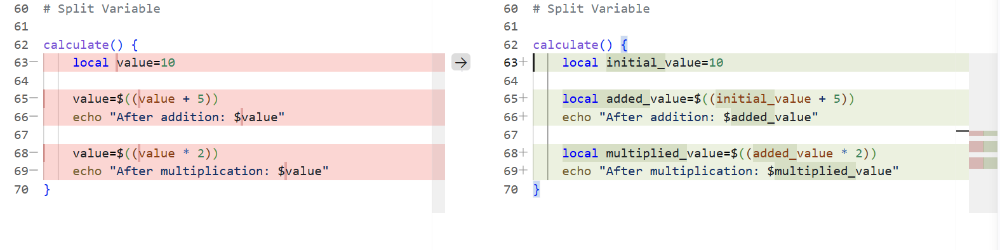 60 # Split Variable
61
62 calculate() {
63— local value=10
64
65— value=$((value + 5))
66— echo "After addition: $value"
67
68— value=$((value * 2))
69— echo "After multiplication: $value"
70 }
→
60 # Split Variable
61
62 calculate() {
63+ local initial_value=10
64
65+ local added_value=$((initial_value + 5))
66+ echo "After addition: $added_value"
67
68+ local multiplied_value=$((added_value * 2))
69+ echo "After multiplication: $multiplied_value"
70 }